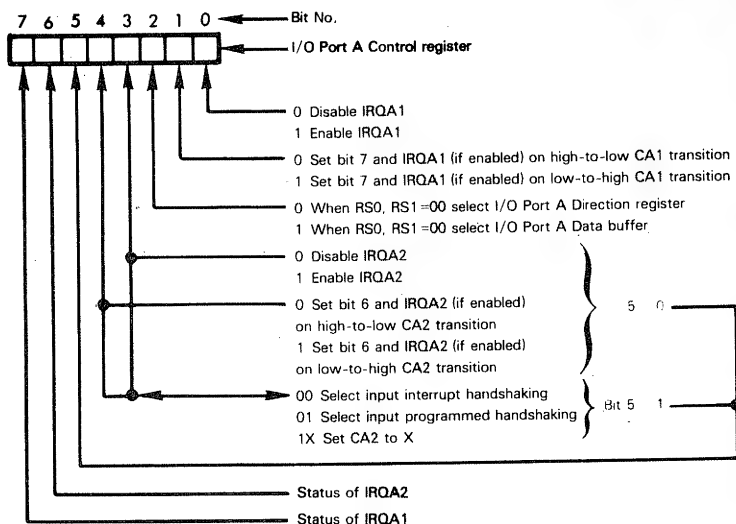 7 6 5 4 3 2 1 0 Bit No.
I/O Port A Control register
0 Disable IRQA1
1 Enable IRQA1
0 Set bit 7 and IRQA1 (if enabled) on high-to-low CA1 transition
1 Set bit 7 and IRQA1 (if enabled) on low-to-high CA1 transition
0 When RS0, RS1 =00 select I/O Port A Direction register
1 When RS0, RS1 =00 select I/O Port A Data buffer
0 Disable IRQA2
1 Enable IRQA2
0 Set bit 6 and IRQA2 (if enabled)
on high-to-low CA2 transition
5 0
1 Set bit 6 and IRQA2 (if enabled)
on low-to-high CA2 transition
00 Select input interrupt handshaking
01 Select input programmed handshaking
1X Set CA2 to X
Bit 5 1
Status of IRQA2
Status of IRQA1